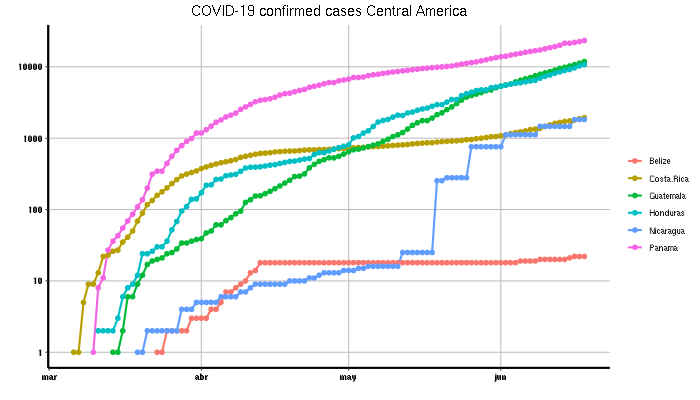 COVID-19 confirmed cases Central America
10000
1000
100
10
1
mar
abr
may
jun
Belize
Costa.Rica
Guatemala
Honduras
Nicaragua
Panama